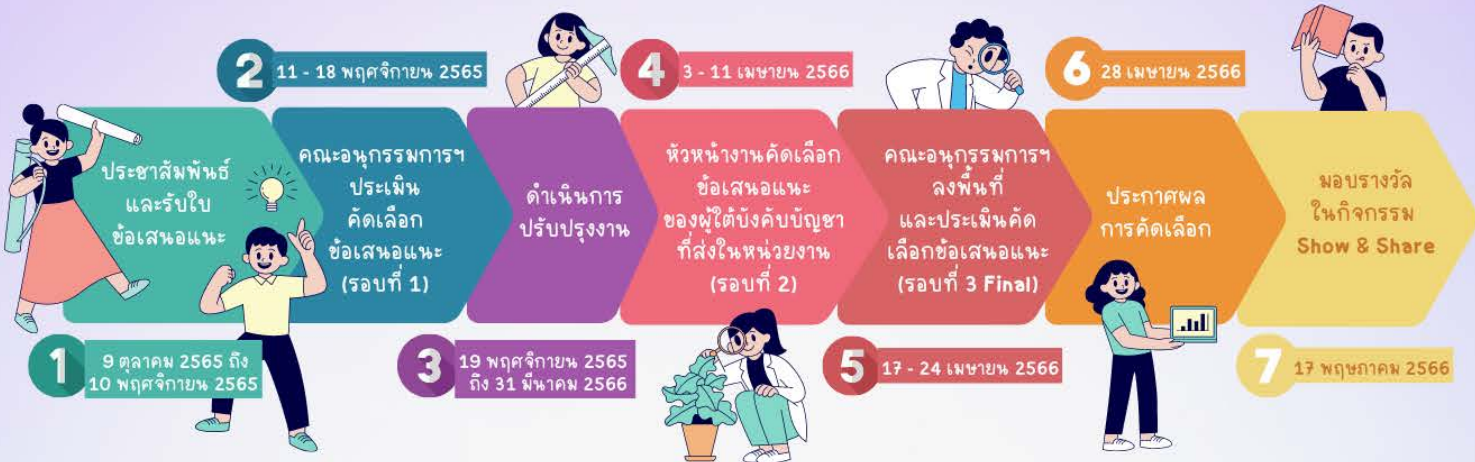 1
9 ตุลาคม 2565 ถึง
10 พฤศจิกายน 2565
ประชาสัมพันธ์
และรับใบ
ข้อเสนอแนะ
2
11 - 18 พฤศจิกายน 2565
คณะอนุกรรมการฯ
ประเมิน
คัดเลือก
ข้อเสนอแนะ
(รอบที่ 1)
3
19 พฤศจิกายน 2565
ถึง 31 มีนาคม 2566
ดำเนินการ
ปรับปรุงงาน
4
3 - 11 เมษายน 2566
หัวหน้างานคัดเลือก
ข้อเสนอแนะ
ของผู้ใต้บังคับบัญชา
ที่ส่งในหน่วยงาน
(รอบที่ 2)
5
17 - 24 เมษายน 2566
คณะอนุกรรมการฯ
ลงพื้นที่
และประเมินคัด
เลือกข้อเสนอแนะ
(รอบที่ 3 Final)
6
28 เมษายน 2566
ประกาศผล
การคัดเลือก
7
17 พฤษภาคม 2566
มอบรางวัล
ในกิจกรรม
Show & Share